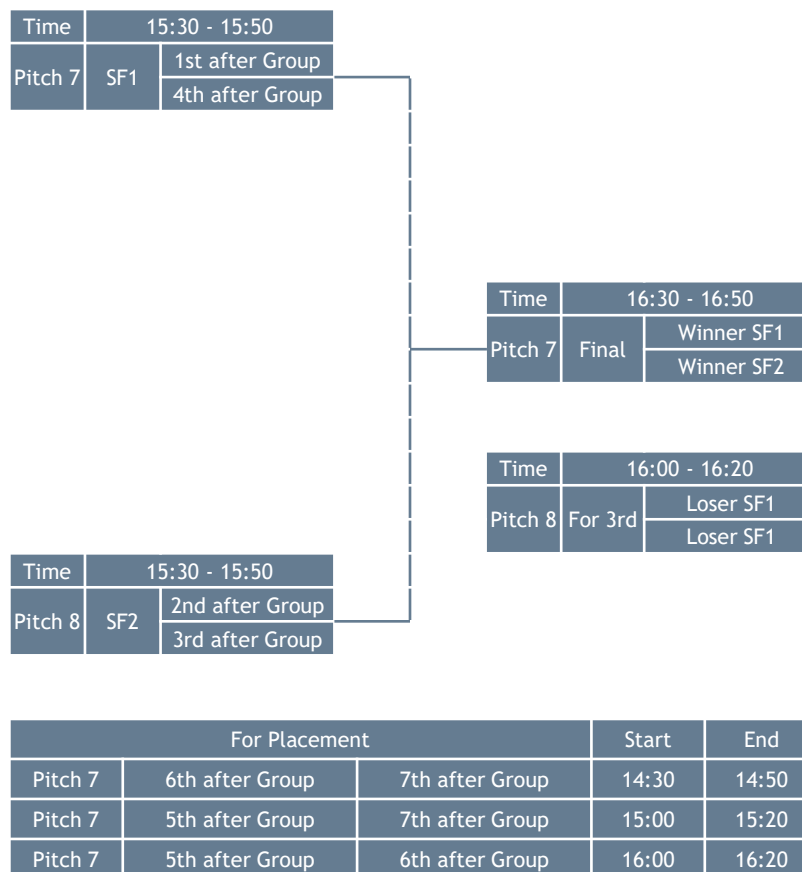 Time 15:30 - 15:50
Pitch 7 SF1 1st after Group
4th after Group
Time 16:30 - 16:50
Pitch 7 Final Winner SF1
Winner SF2
Time 16:00 - 16:20
Pitch 8 For 3rd Loser SF1
Loser SF1
Time 15:30 - 15:50
Pitch 8 SF2 2nd after Group
3rd after Group
For Placement Start End
Pitch 7 6th after Group 7th after Group 14:30 14:50
Pitch 7 5th after Group 7th after Group 15:00 15:20
Pitch 7 5th after Group 6th after Group 16:00 16:20